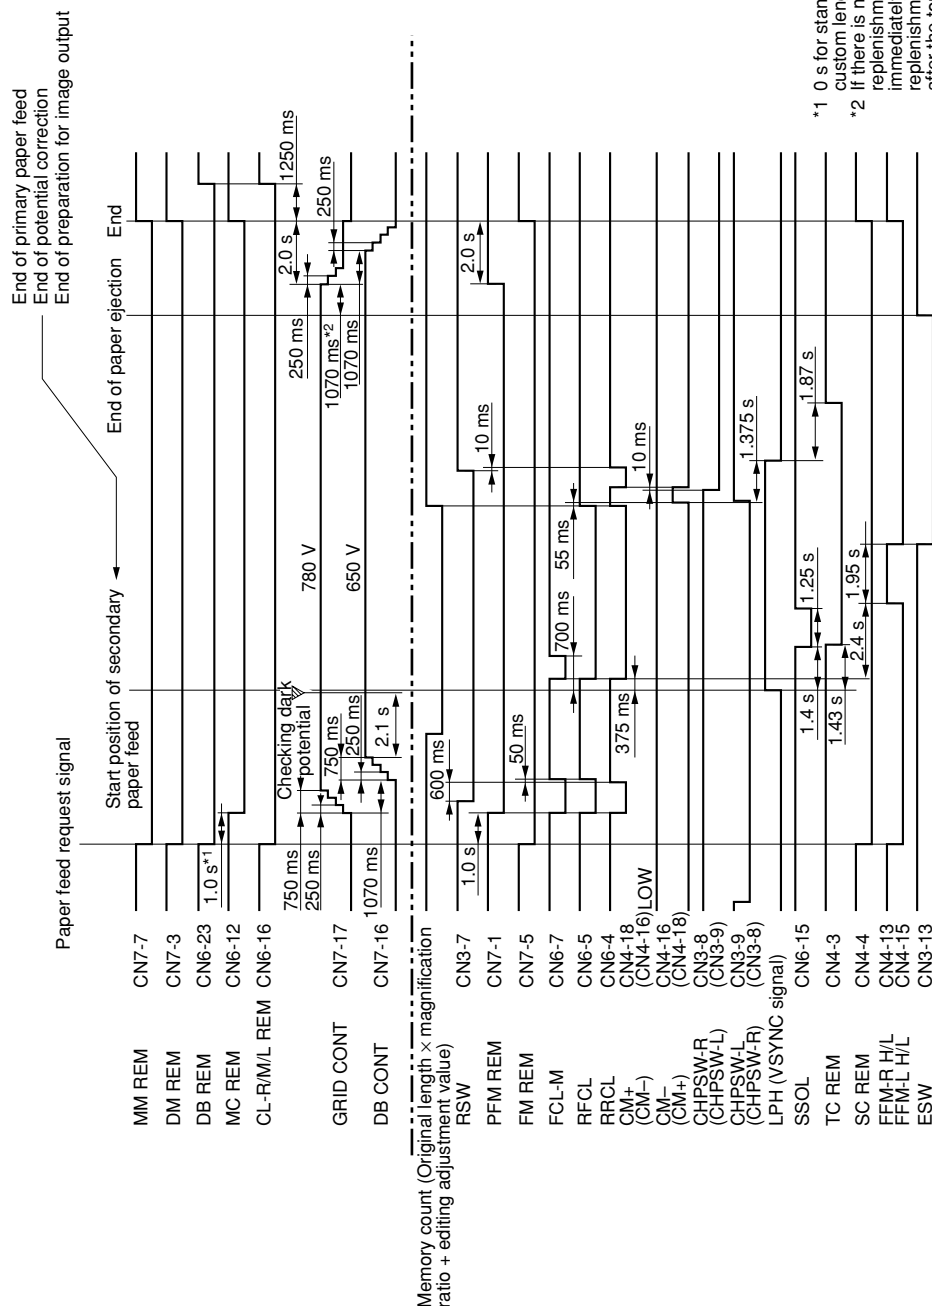 Paper feed request signal
Start position of secondary
paper feed
End of primary paper feed
End of potential correction
End of preparation for image output
End of paper ejection
End
MM REM CN7-7
DM REM CN7-3
DB REM CN6-23
1.0 s*1
MC REM CN6-12
CL-R/M/L REM CN6-16
2.0 s
1250 ms
750 ms
250 ms
Checking dark
potential
780 V
250 ms
250 ms
GRID CONT CN7-17
750 ms
250 ms
1070 ms*2
1070 ms
650 V
DB CONT CN7-16
1070 ms
2.1 s
Memory count (Original length × magnification
ratio + editing adjustment value)
600 ms
RSW CN3-7
1.0 s
10 ms
2.0 s
PFM REM CN7-1
FM REM CN7-5
50 ms
FCL-M CN6-7
700 ms
55 ms
RFCL CN6-5
RRCL CN6-4
375 ms
CM+ CN4-18
(CM–) (CN4-16)
LOW
10 ms
CM– CN4-16
(CM+) (CN4-18)
CHPSW-R CN3-8
(CHPSW-L) (CN3-9)
CHPSW-L CN3-9
(CHPSW-R) (CN3-8)
1.375 s
LPH (VSYNC signal)
SSOL CN6-15
1.4 s
1.25 s
1.87 s
TC REM CN4-3
1.43 s
SC REM CN4-4
2.4 s
1.95 s
FFM-R H/L CN4-13
FFM-L H/L CN4-15
ESW CN3-13
*1 0 s for stan
custom len
*2 If there is n
replenishm
immediately
replenishm